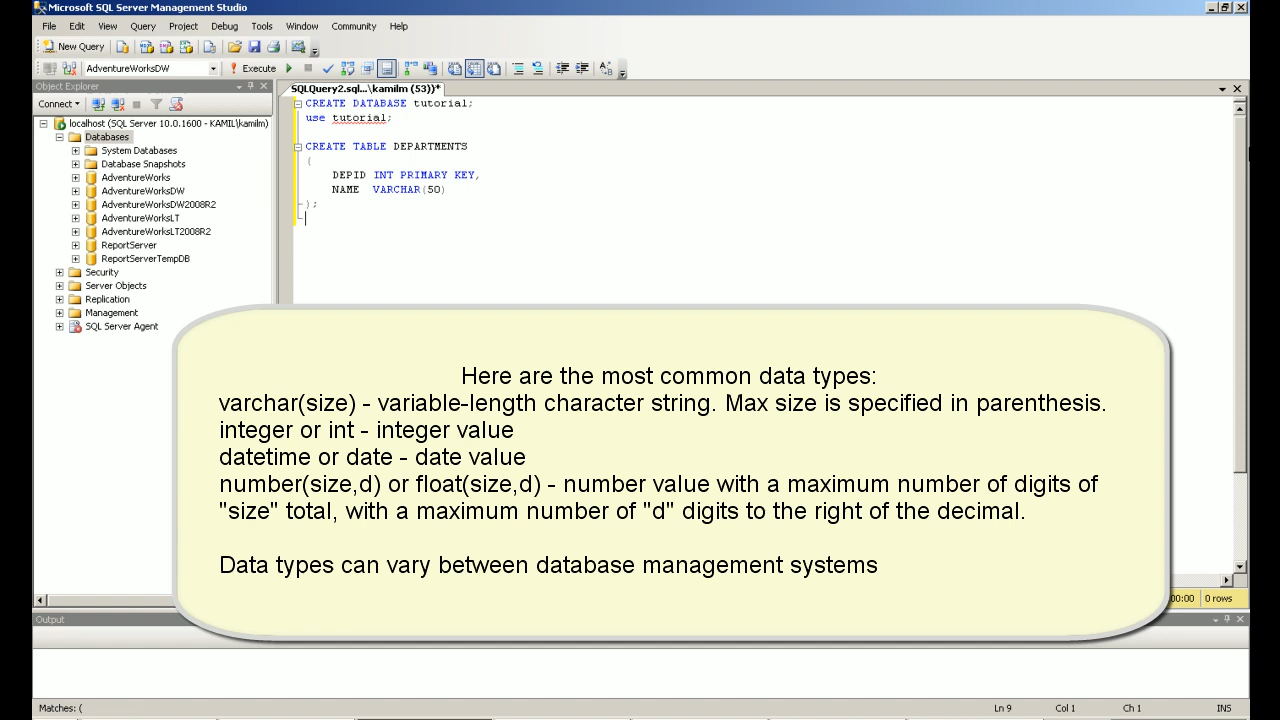 Microsoft SQL Server Management Studio
File Edit View Query Project Debug Tools Window Community Help
New Query
AdventureWorksDW
Execute
Object Explorer
SQLQuery2.sql...\kamilm (53))*
Connect
localhost (SQL Server 10.0.1600 - KAMIL\kamilm)
Databases
System Databases
Database Snapshots
AdventureWorks
AdventureWorksDW
AdventureWorksDW2008R2
AdventureWorksLT
AdventureWorksLT2008R2
ReportServer
ReportServerTempDB
Security
Server Objects
Replication
Management
SQL Server Agent
CREATE DATABASE tutorial;
use tutorial;
CREATE TABLE DEPARTMENTS
(
DEPID INT PRIMARY KEY,
NAME VARCHAR(50)
);
Here are the most common data types:
varchar(size) - variable-length character string. Max size is specified in parenthesis.
integer or int - integer value
datetime or date - date value
number(size,d) or float(size,d) - number value with a maximum number of digits of
"size" total, with a maximum number of "d" digits to the right of the decimal.
Data types can vary between database management systems
00:00 0 rows
Output
Matches: (
Ln 9 Col 1 Ch 1 INS